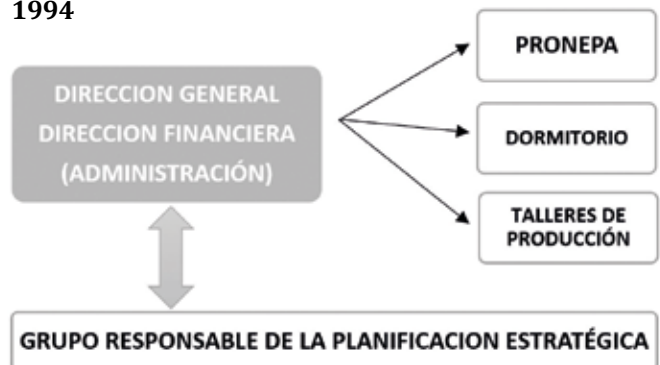 1994
DIRECCION GENERAL
DIRECCION FINANCIERA
(ADMINISTRACIÓN)
PRONEPA
DORMITORIO
TALLERES DE
PRODUCCIÓN
GRUPO RESPONSABLE DE LA PLANIFICACION ESTRATÉGICA